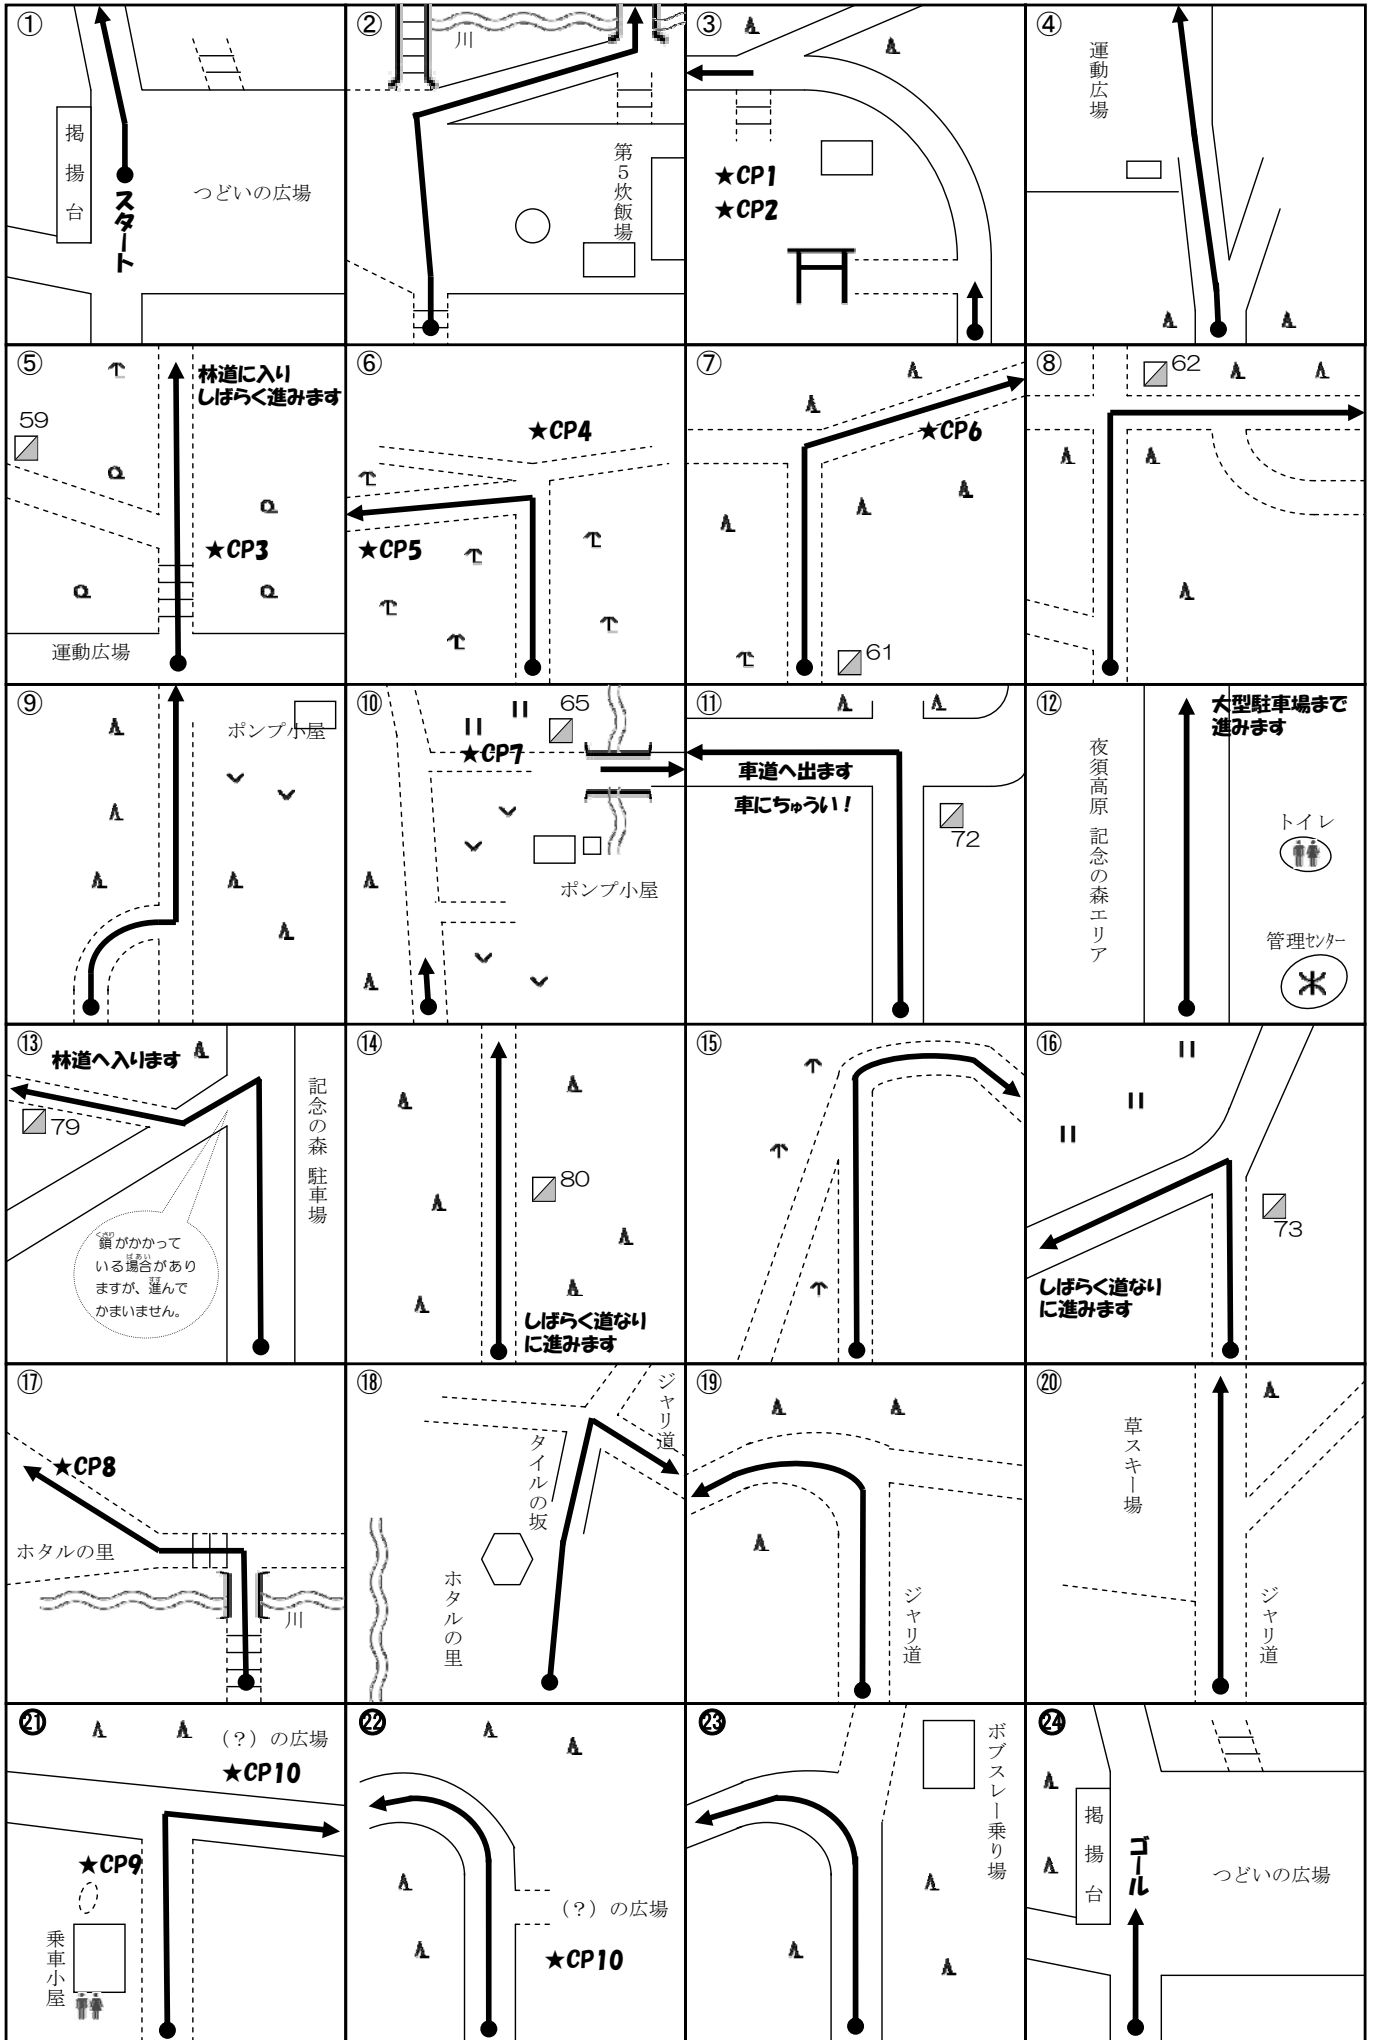 ①
掲揚台
スタート
つどいの広場
②
川
第5炊飯場
③
★CP1
★CP2
④
運動広場
⑤
林道に入り
しばらく進みます
59
★CP3
運動広場
⑥
★CP4
★CP5
⑦
★CP6
61
⑧
62
⑨
ポンプ小屋
⑩
65
★CP7
ポンプ小屋
⑪
車道へ出ます
車にちゅうい！
72
⑫
大型駐車場まで
進みます
夜須高原 記念の森エリア
トイレ
管理センター
⑬
林道へ入ります
79
記念の森 駐車場
くさり
鎖がかかって
ばあい
いる場合があり
すす
ますが、進んで
かまいません。
⑭
80
しばらく道なり
に進みます
⑮
⑯
73
しばらく道なり
に進みます
⑰
★CP8
ホタルの里
川
⑱
ジャリ道
タイルの坂
ホタルの里
⑲
ジャリ道
⑳
草スキー場
ジャリ道
㉑
（？）の広場
★CP10
★CP9
乗車小屋
㉒
（？）の広場
★CP10
㉓
ボブスレー乗り場
㉔
掲揚台
ゴール
つどいの広場